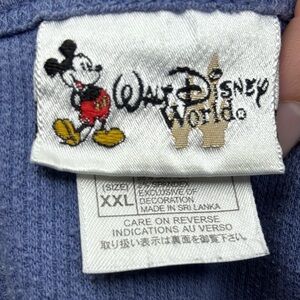 WALT DISNEY
World®
(SIZE)
XXL
EXCLUSIVE OF
DECORATION
MADE IN SRI LANKA
CARE ON REVERSE
INDICATIONS AU VERSO
取り扱い表示は裏面を御覧下さい